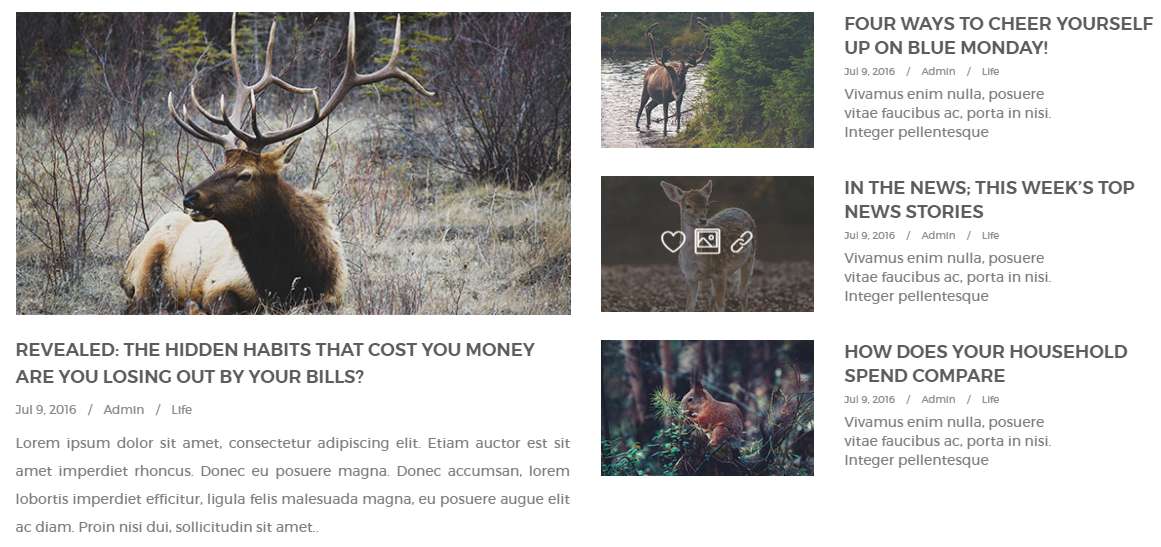 REVEALED: THE HIDDEN HABITS THAT COST YOU MONEY
ARE YOU LOSING OUT BY YOUR BILLS?
Jul 9, 2016 / Admin / Life
Lorem ipsum dolor sit amet, consectetur adipiscing elit. Etiam auctor est sit
amet imperdiet rhoncus. Donec eu posuere magna. Donec accumsan, lorem
lobortis imperdiet efficitur, ligula felis malesuada magna, eu posuere augue elit
ac diam. Proin nisi dui, sollicitudin sit amet..
FOUR WAYS TO CHEER YOURSELF
UP ON BLUE MONDAY!
Jul 9, 2016 / Admin / Life
Vivamus enim nulla, posuere
vitae faucibus ac, porta in nisi.
Integer pellentesque
IN THE NEWS; THIS WEEK’S TOP
NEWS STORIES
Jul 9, 2016 / Admin / Life
Vivamus enim nulla, posuere
vitae faucibus ac, porta in nisi.
Integer pellentesque
HOW DOES YOUR HOUSEHOLD
SPEND COMPARE
Jul 9, 2016 / Admin / Life
Vivamus enim nulla, posuere
vitae faucibus ac, porta in nisi.
Integer pellentesque